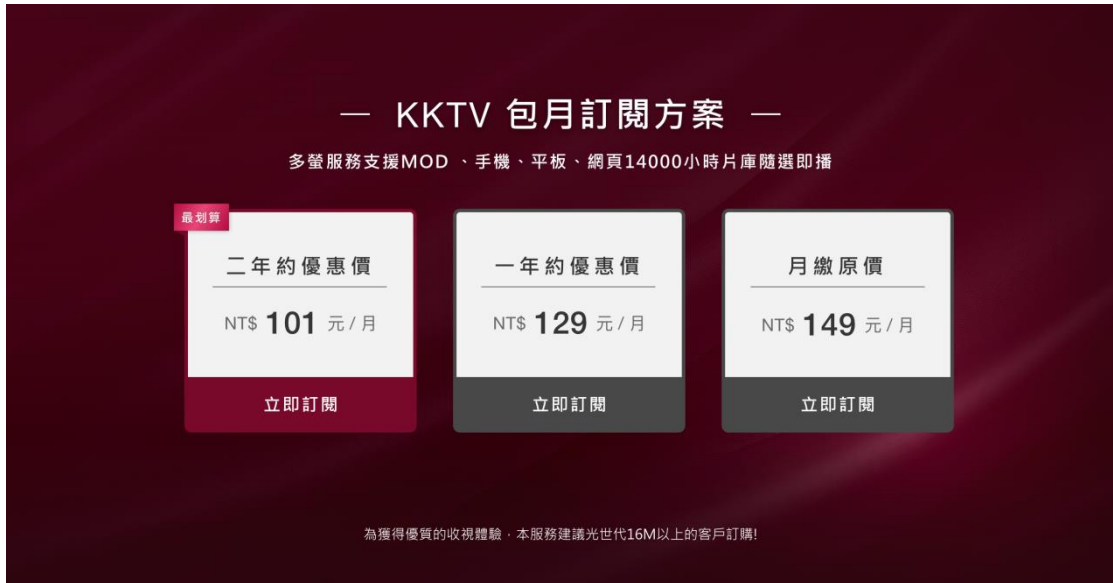 — KKTV 包月訂閱方案 —
多螢服務支援MOD 、手機、平板、網頁14000小時片庫隨選即播
最划算
二年約優惠價
NT$ 101 元/月
立即訂閱
一年約優惠價
NT$ 129 元/月
立即訂閱
月繳原價
NT$ 149 元/月
立即訂閱
為獲得優質的收視體驗，本服務建議光世代16M以上的客戶訂購!